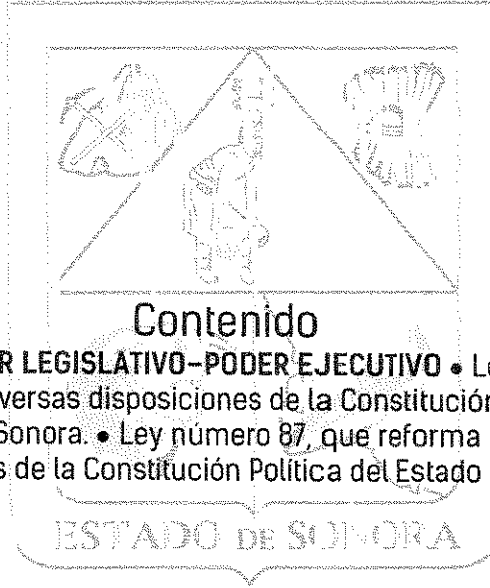 Contenido
R LEGISLATIVO-PODER EJECUTIVO • L
versas disposiciones de la Constitución
Sonora. • Ley número 87, que reforma
s de la Constitución Política del Estado
ESTADO DE SONORA